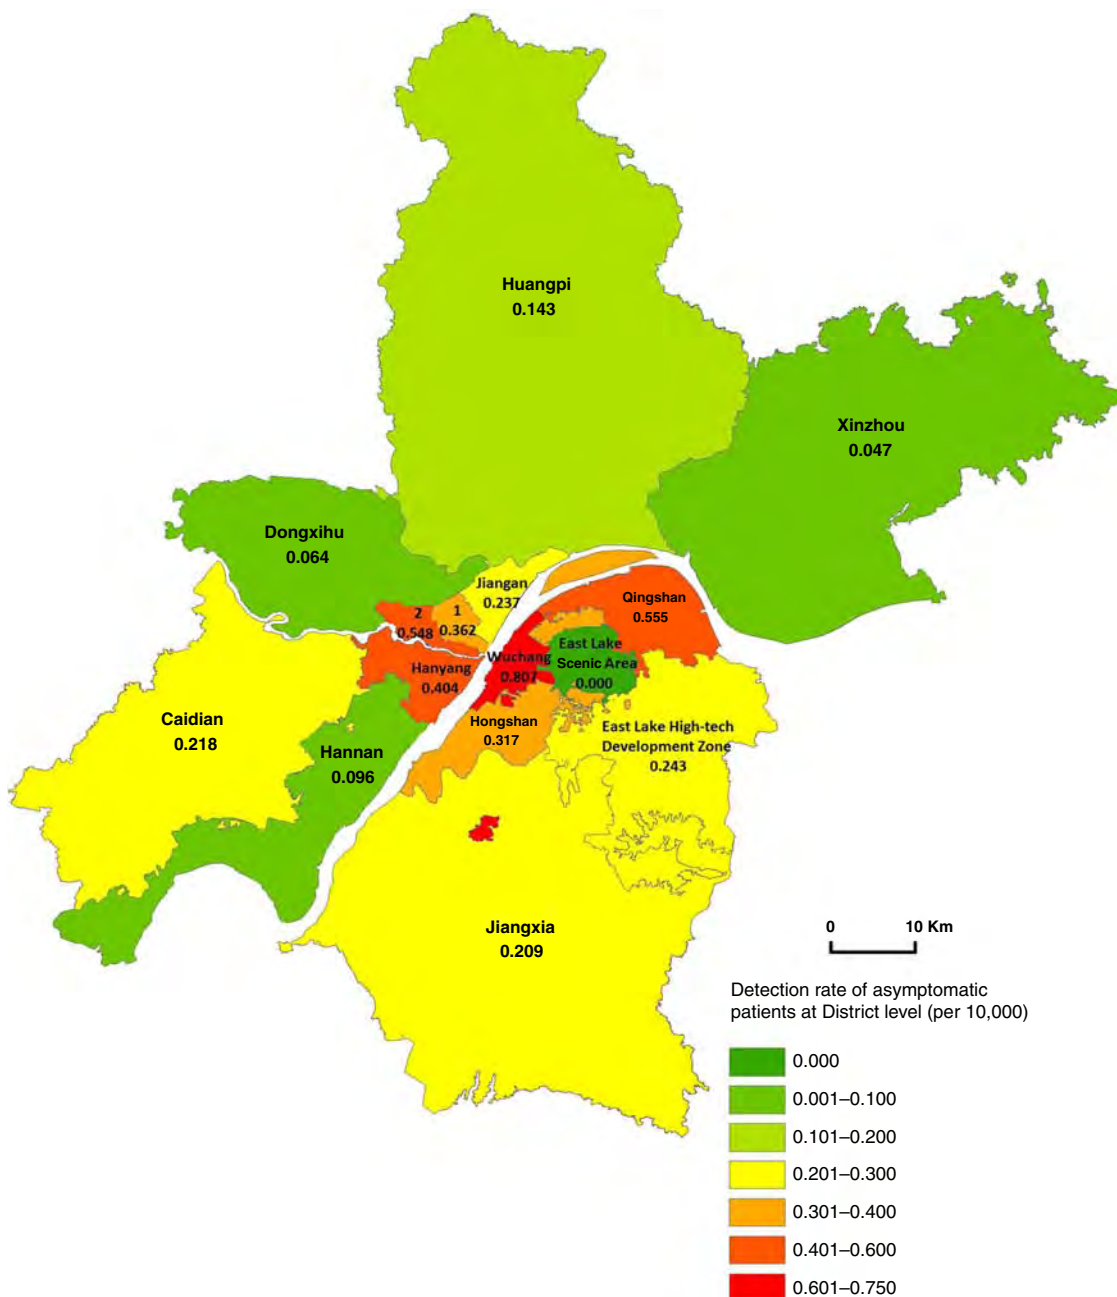 Huangpi
0.143
Xinzhou
0.047
Dongxihu
0.064
Jiangan
0.237
2
0.548
1
0.362
Qingshan
0.555
East Lake
Scenic Area
0.000
Wuchang
0.807
Hanyang
0.404
Caidian
0.218
Hannan
0.096
Hongshan
0.317
East Lake High-tech
Development Zone
0.243
Jiangxia
0.209
0 10 Km
Detection rate of asymptomatic
patients at District level (per 10,000)
0.000
0.001–0.100
0.101–0.200
0.201–0.300
0.301–0.400
0.401–0.600
0.601–0.750